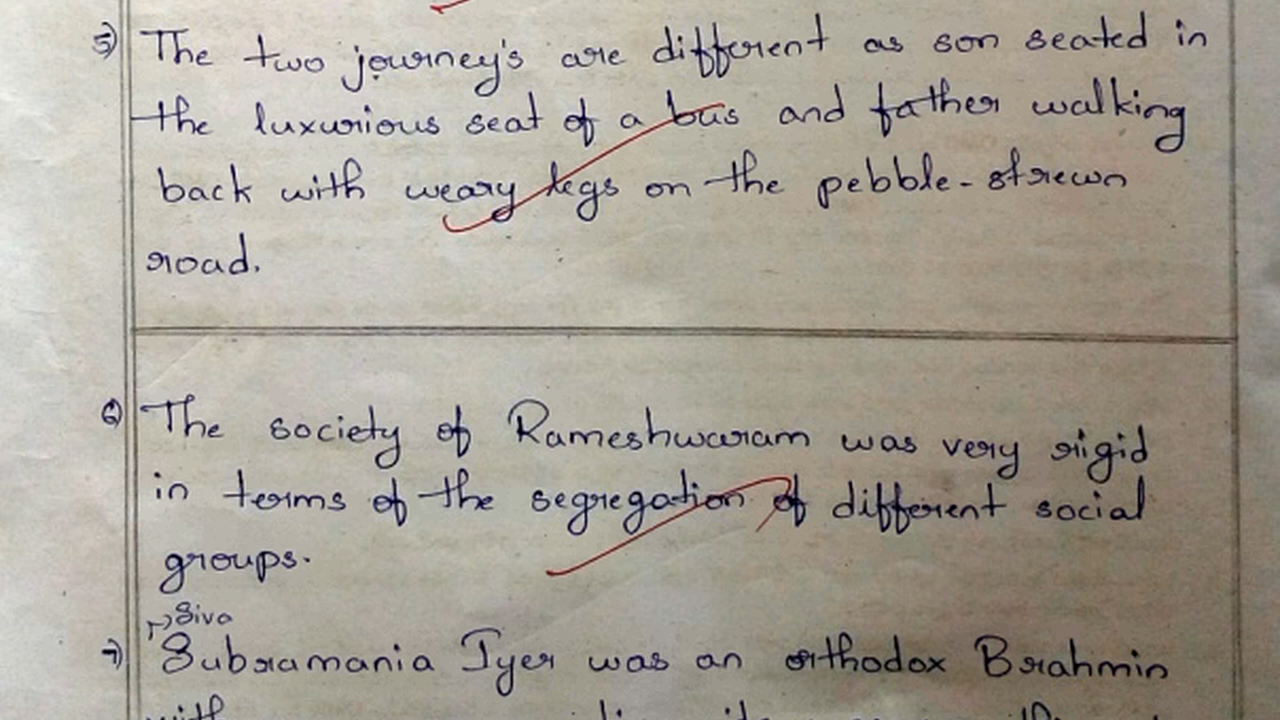 5) The two journey's are different as son seated in
the luxurious seat of a bus and father walking
back with weary legs on the pebble-strewn
road.
6) The society of Rameshwaram was very rigid
in terms of the segregation of different social
groups.
Siva
7) Subramania Iyer was an orthodox Brahmin
with